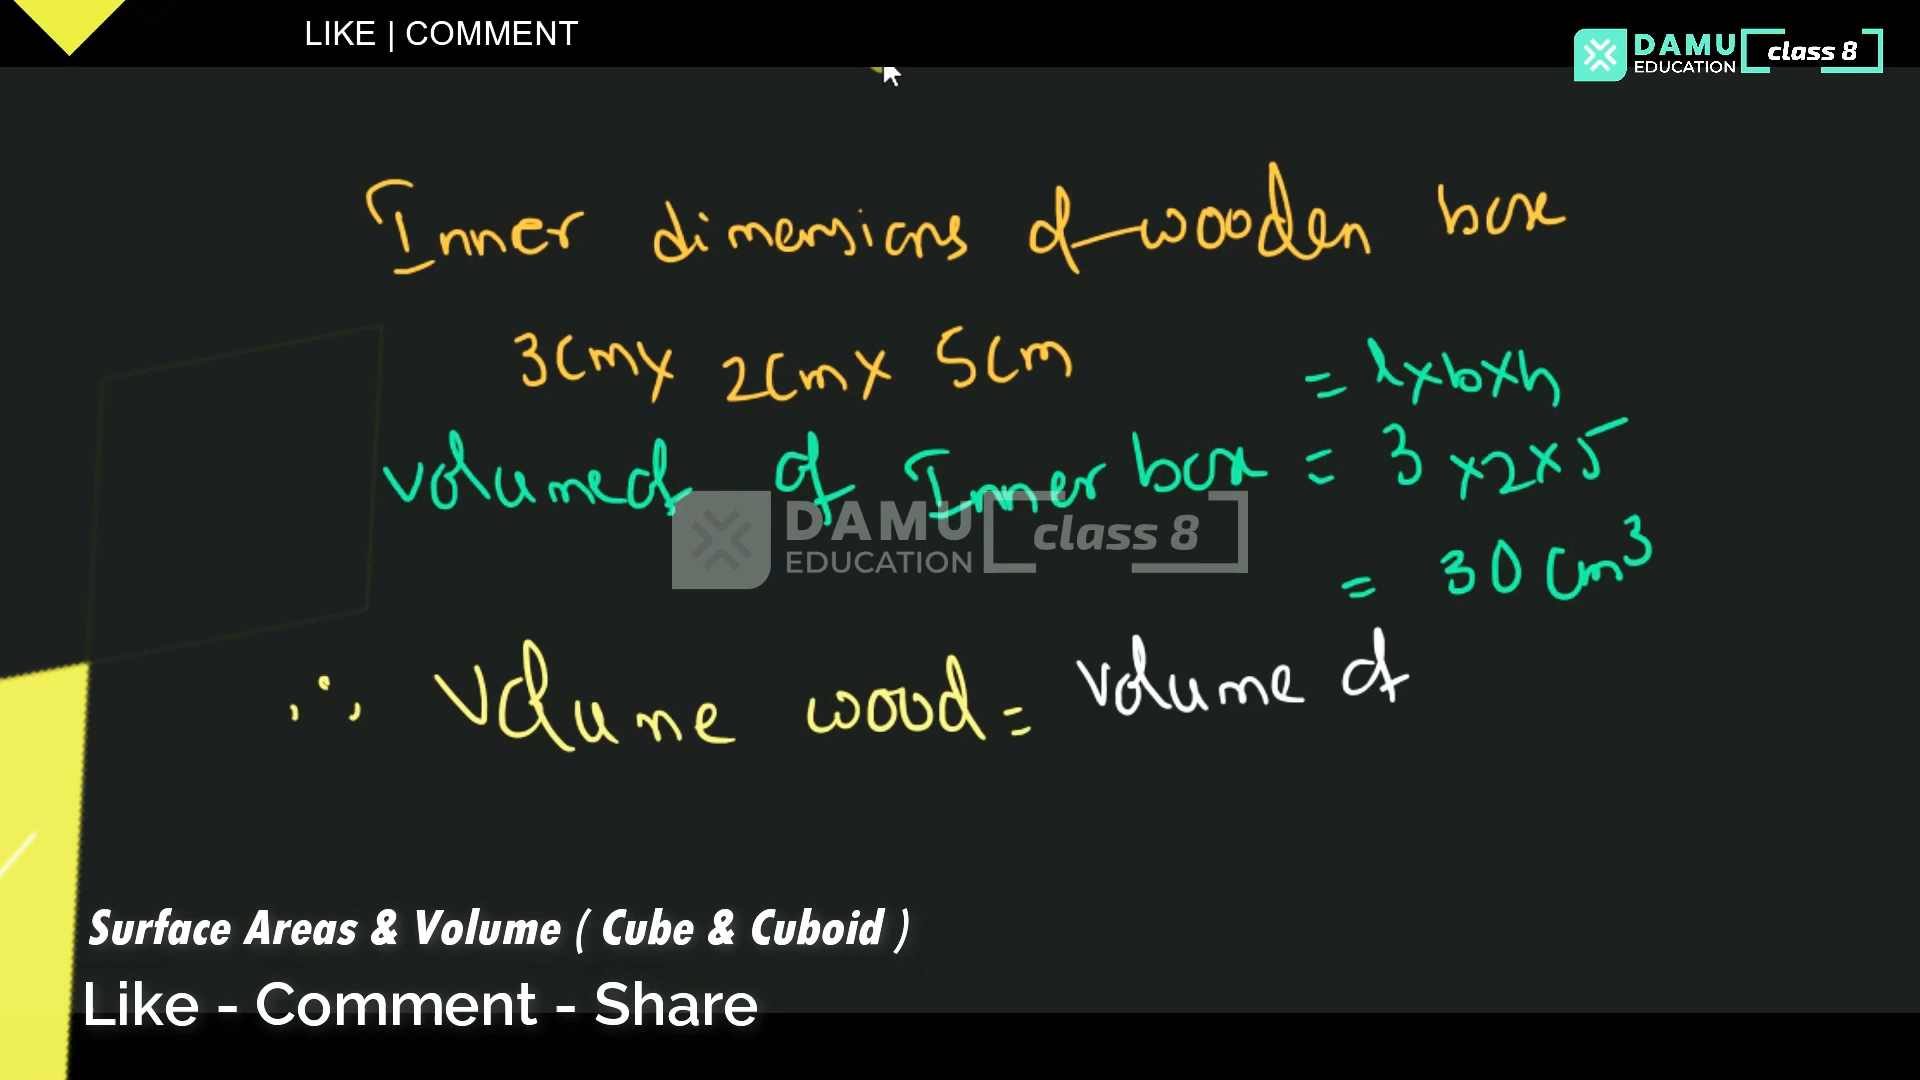 LIKE | COMMENT
DAMU EDUCATION class 8
Inner dimensions of wooden box
3cm x 2cm x 5cm
= l x b x h
volumeof of Inner box = 3 x 2 x 5
DAMU EDUCATION class 8
= 30 cm³
∴ volume wood = volume of
Surface Areas & Volume ( Cube & Cuboid )
Like - Comment - Share